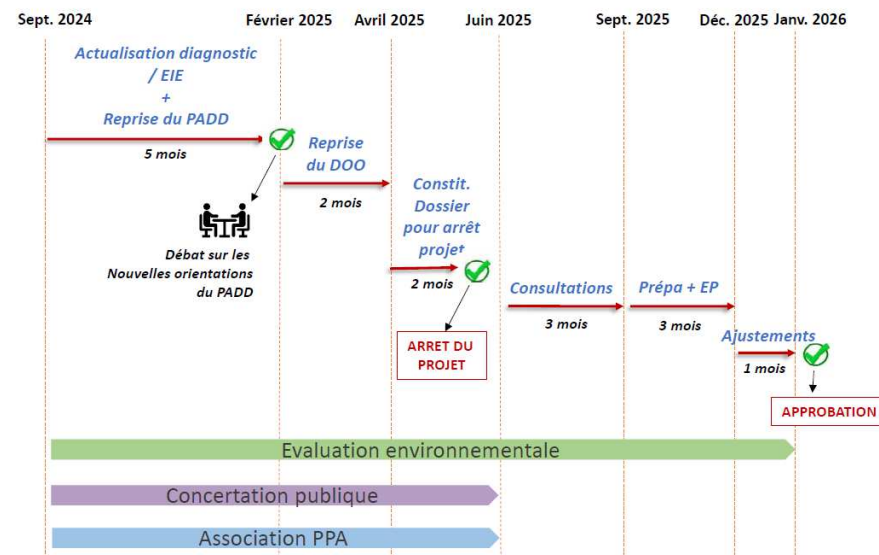 Sept. 2024
Février 2025
Avril 2025
Juin 2025
Sept. 2025
Déc. 2025
Janv. 2026
Actualisation diagnostic
/ EIE
+
Reprise du PADD
5 mois
Reprise
du DOO
2 mois
Débat sur les
Nouvelles orientations
du PADD
Constit.
Dossier
pour arrêt
projet
2 mois
ARRET DU
PROJET
Consultations
3 mois
Prépa + EP
3 mois
Ajustements
1 mois
APPROBATION
Evaluation environnementale
Concertation publique
Association PPA